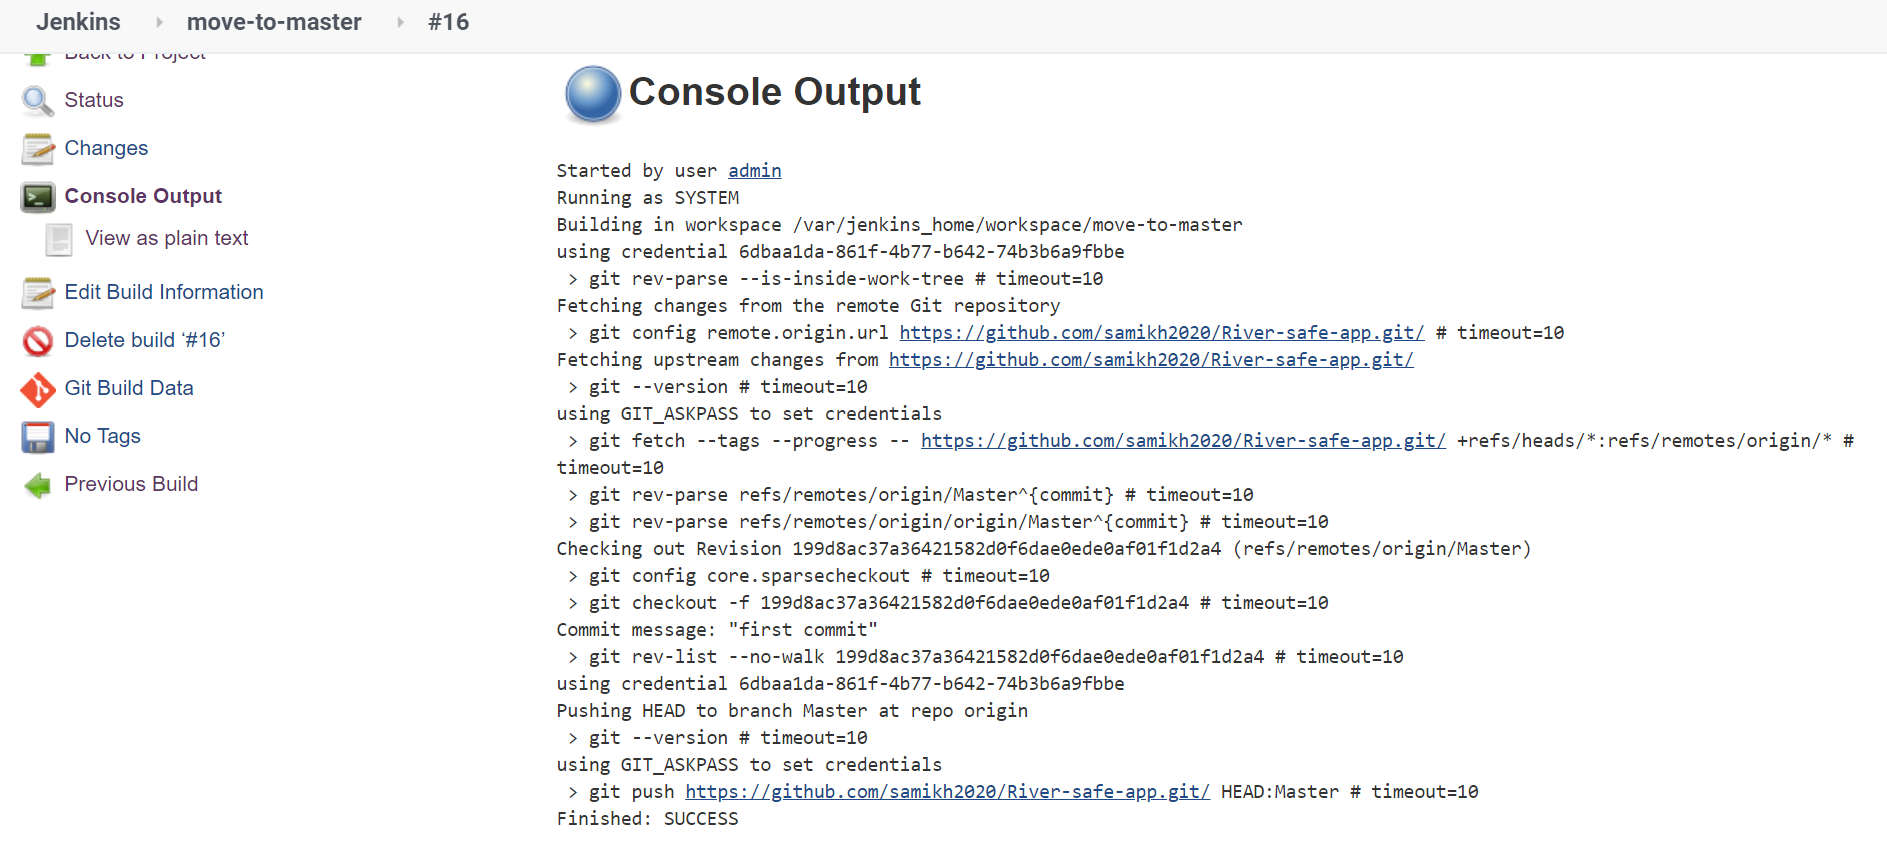 Jenkins move-to-master #16
Back to Project
Status
Changes
Console Output
View as plain text
Edit Build Information
Delete build ‘#16’
Git Build Data
No Tags
Previous Build
Console Output
Started by user admin
Running as SYSTEM
Building in workspace /var/jenkins_home/workspace/move-to-master
using credential 6dbaa1da-861f-4b77-b642-74b3b6a9fbbe
> git rev-parse --is-inside-work-tree # timeout=10
Fetching changes from the remote Git repository
> git config remote.origin.url https://github.com/samikh2020/River-safe-app.git/ # timeout=10
Fetching upstream changes from https://github.com/samikh2020/River-safe-app.git/
> git --version # timeout=10
using GIT_ASKPASS to set credentials
> git fetch --tags --progress -- https://github.com/samikh2020/River-safe-app.git/ +refs/heads/*:refs/remotes/origin/* #
timeout=10
> git rev-parse refs/remotes/origin/Master^{commit} # timeout=10
> git rev-parse refs/remotes/origin/origin/Master^{commit} # timeout=10
Checking out Revision 199d8ac37a36421582d0f6dae0ede0af01f1d2a4 (refs/remotes/origin/Master)
> git config core.sparsecheckout # timeout=10
> git checkout -f 199d8ac37a36421582d0f6dae0ede0af01f1d2a4 # timeout=10
Commit message: "first commit"
> git rev-list --no-walk 199d8ac37a36421582d0f6dae0ede0af01f1d2a4 # timeout=10
using credential 6dbaa1da-861f-4b77-b642-74b3b6a9fbbe
Pushing HEAD to branch Master at repo origin
> git --version # timeout=10
using GIT_ASKPASS to set credentials
> git push https://github.com/samikh2020/River-safe-app.git/ HEAD:Master # timeout=10
Finished: SUCCESS